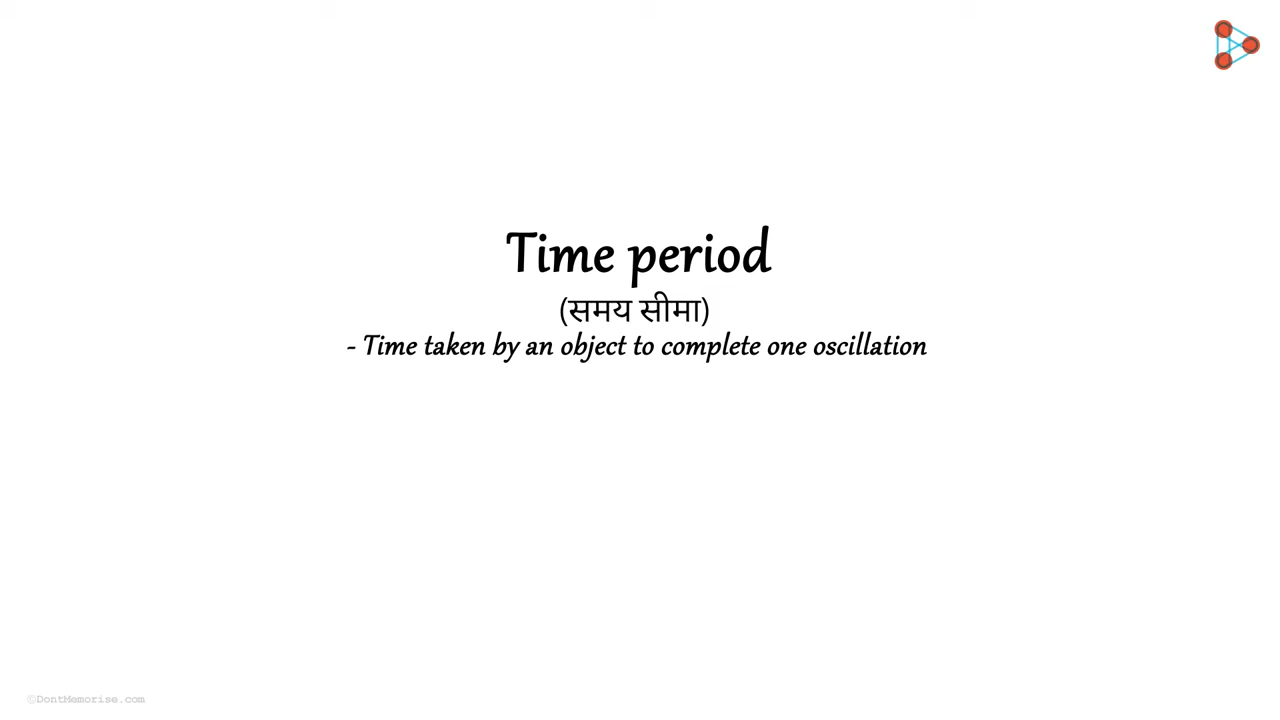 Time period
(समय सीमा)
- Time taken by an object to complete one oscillation
©DontMemorise.com